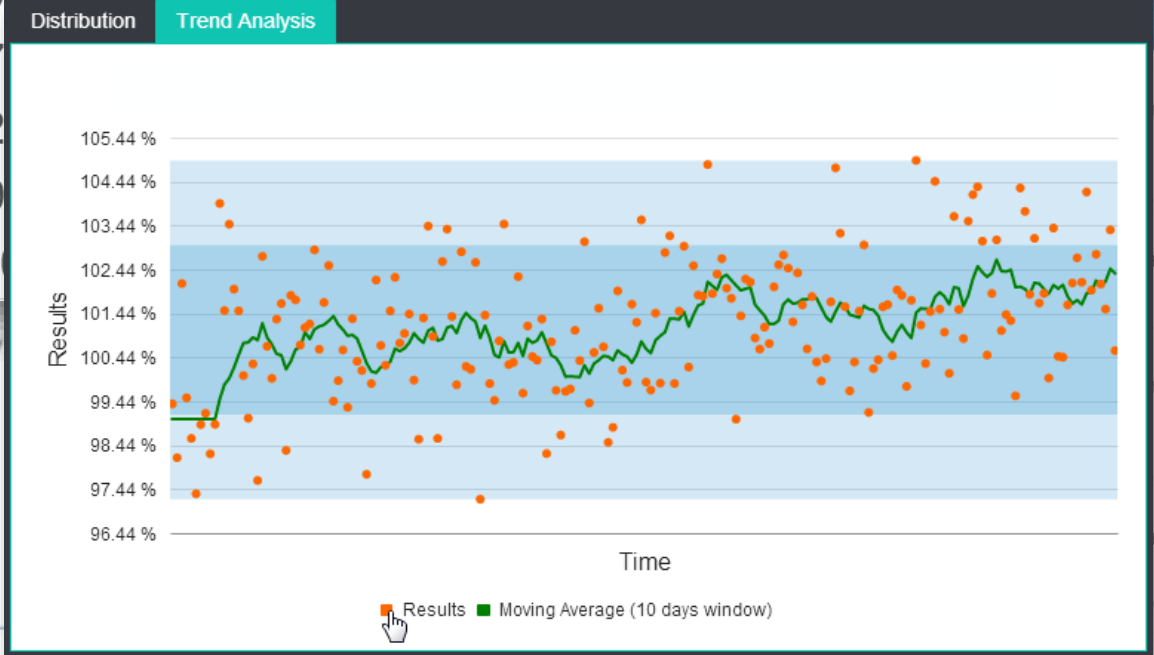 Distribution
Trend Analysis
105.44 %
104.44 %
103.44 %
102.44 %
101.44 %
100.44 %
99.44 %
98.44 %
97.44 %
96.44 %
Results
Time
Results
Moving Average (10 days window)